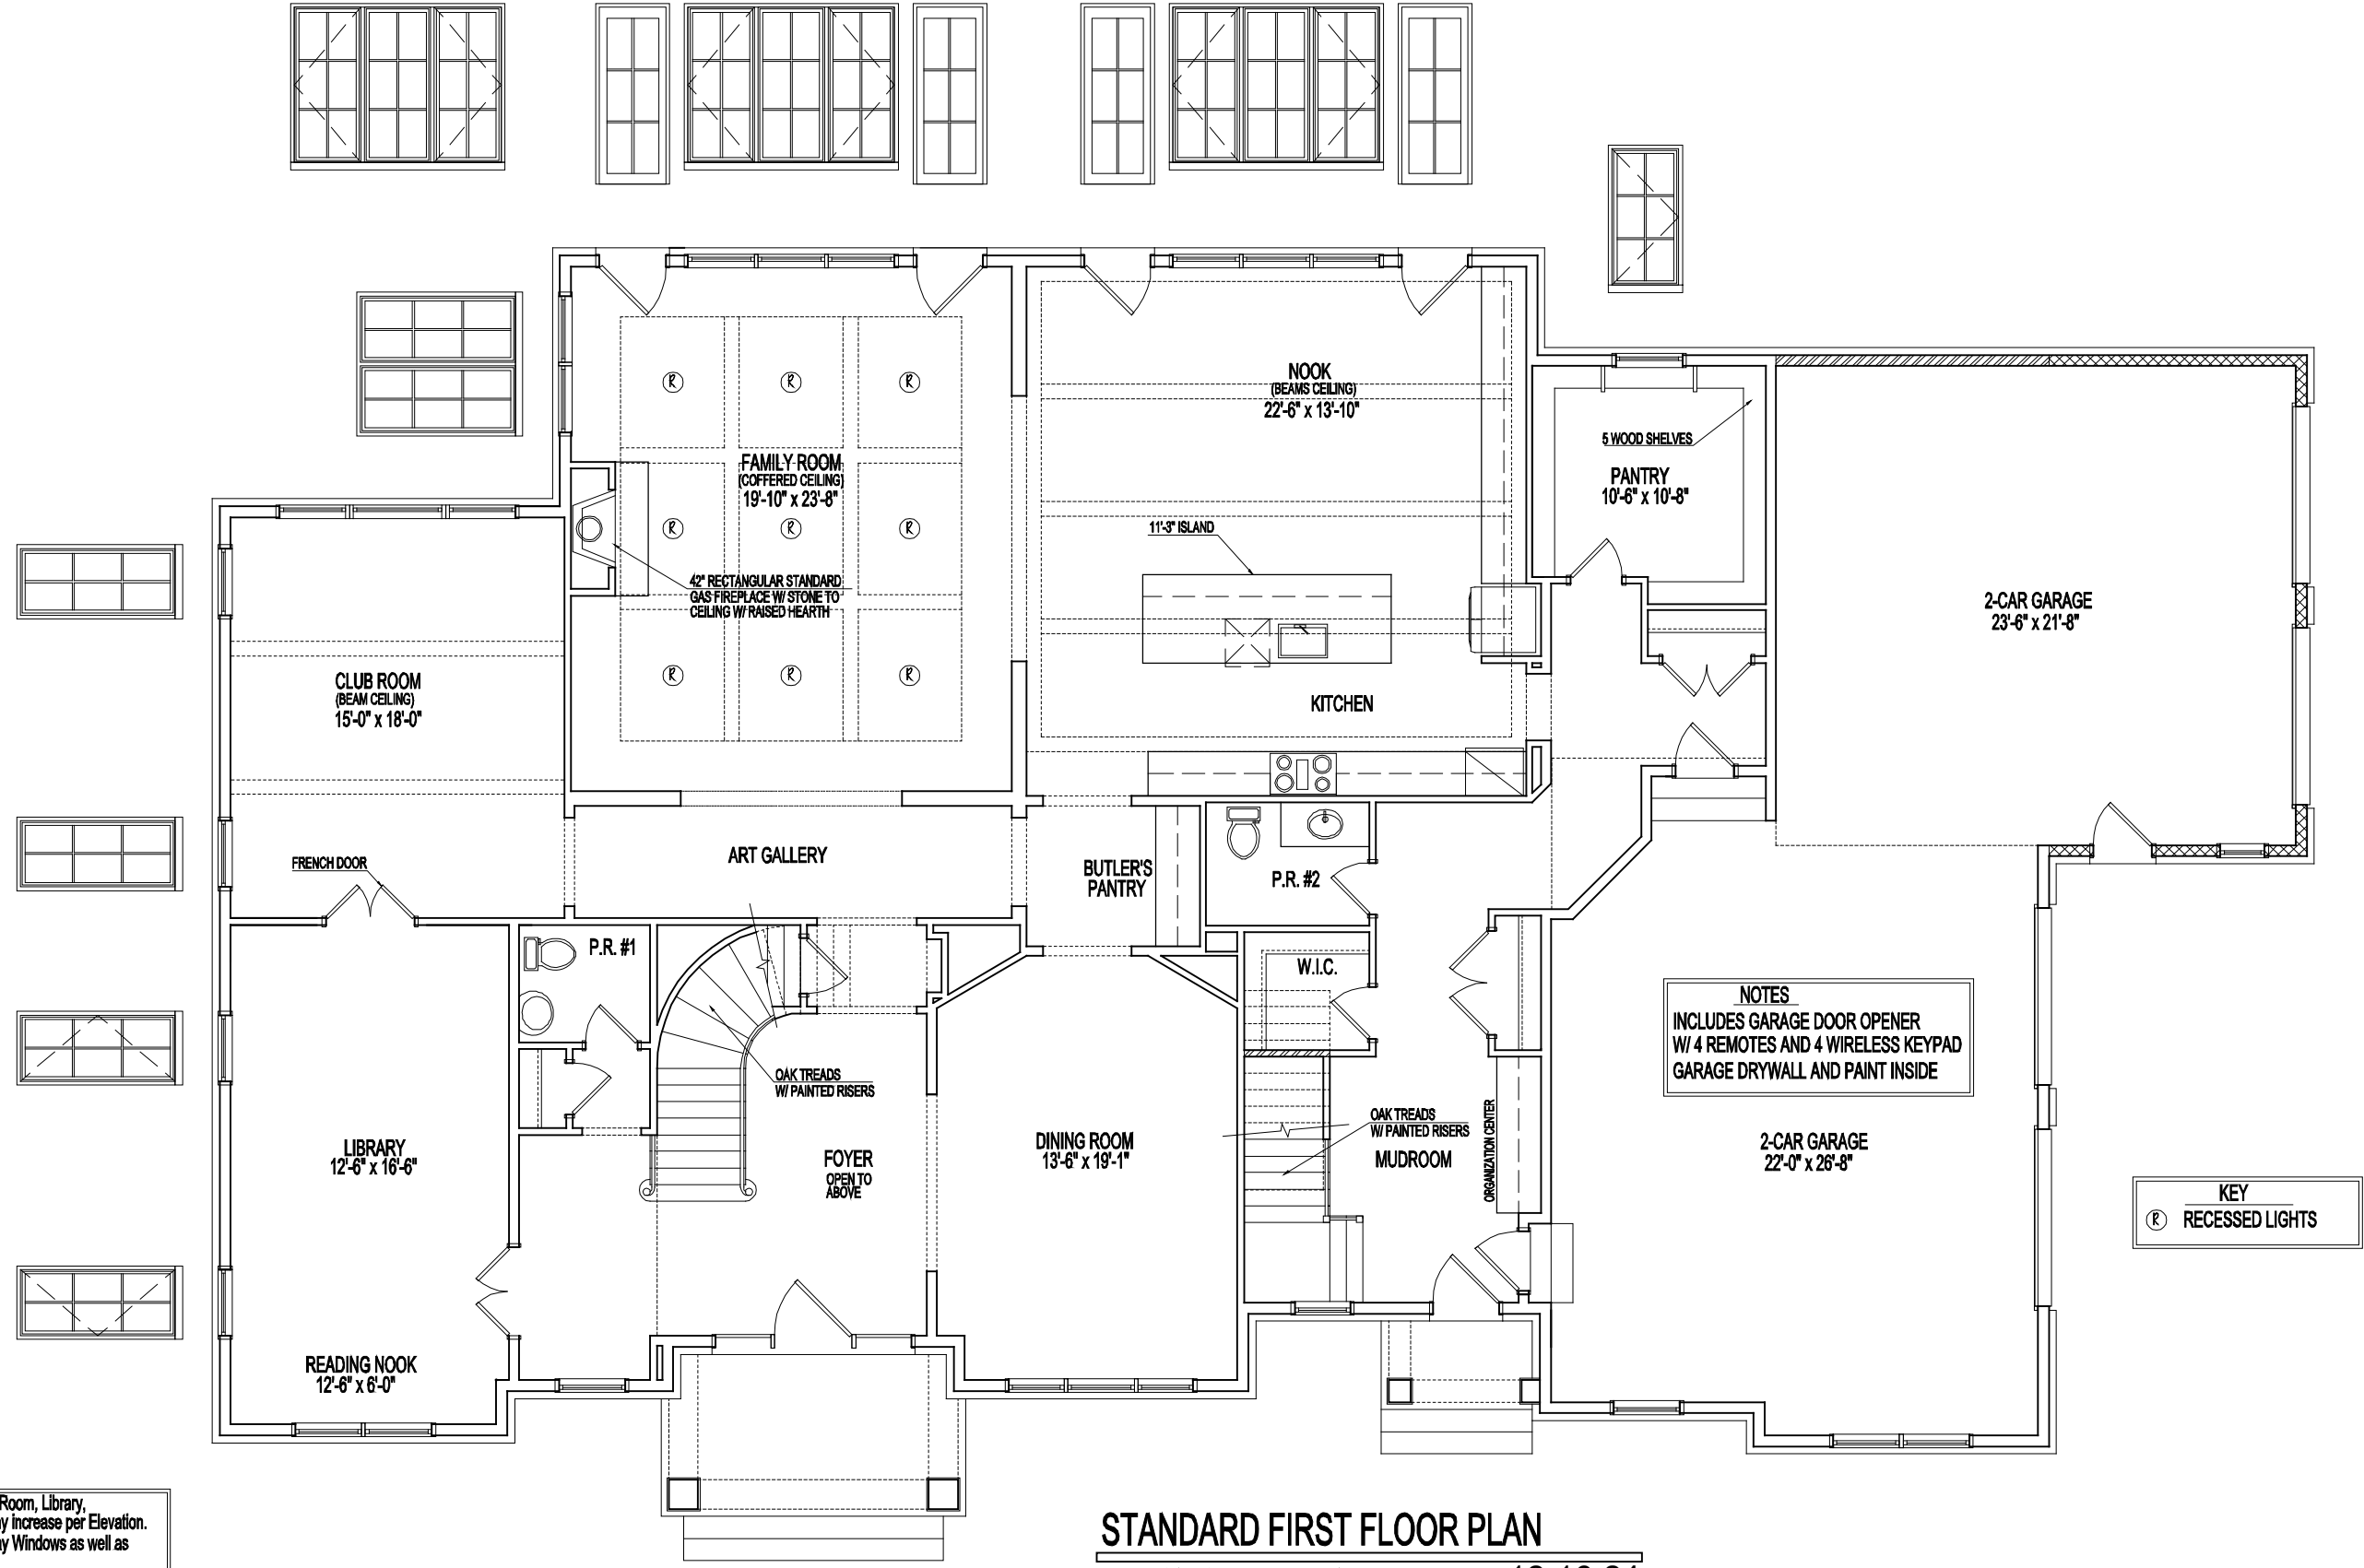 NOOK
(BEAMS CEILING)
22'-6" x 13'-10"
5 WOOD SHELVES
PANTRY
10'-6" x 10'-8"
FAMILY ROOM
(COFFERED CEILING)
19'-10" x 23'-8"
R R R
R R R
R R R
11'-3" ISLAND
42" RECTANGULAR STANDARD
GAS FIREPLACE W/ STONE TO
CEILING W/ RAISED HEARTH
2-CAR GARAGE
23'-6" x 21'-8"
CLUB ROOM
(BEAM CEILING)
15'-0" x 18'-0"
KITCHEN
FRENCH DOOR
ART GALLERY
BUTLER'S
PANTRY
P.R. #2
P.R. #1
W.I.C.
NOTES
INCLUDES GARAGE DOOR OPENER
W/ 4 REMOTES AND 4 WIRELESS KEYPAD
GARAGE DRYWALL AND PAINT INSIDE
OAK TREADS
W/ PAINTED RISERS
LIBRARY
12'-6" x 16'-6"
FOYER
OPEN TO
ABOVE
DINING ROOM
13'-6" x 19'-1"
OAK TREADS
W/ PAINTED RISERS
MUDROOM
ORGANIZATION CENTER
2-CAR GARAGE
22'-0" x 26'-8"
KEY
R RECESSED LIGHTS
READING NOOK
12'-6" x 6'-0"
Room, Library,
y increase per Elevation.
ay Windows as well as
STANDARD FIRST FLOOR PLAN